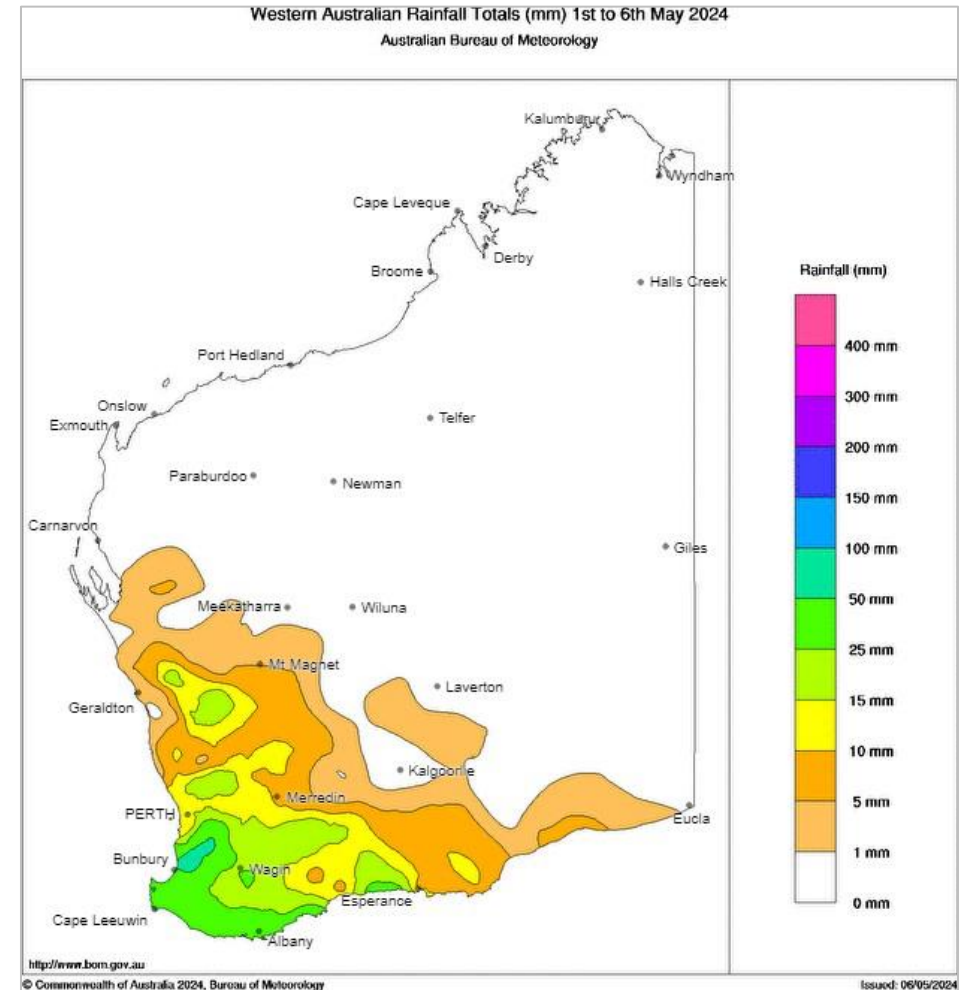 Western Australian Rainfall Totals (mm) 1st to 6th May 2024
Australian Bureau of Meteorology
Kalumburu
Wyndham
Cape Leveque
Derby
Broome
Halls Creek
Port Hedland
Onslow
Exmouth
Telfer
Paraburdoo
Newman
Carnarvon
Giles
Meekatharra
Wiluna
Mt Magnet
Laverton
Geraldton
Kalgoorlie
Merredin
PERTH
Eucla
Bunbury
Wagin
Esperance
Cape Leeuwin
Albany
Rainfall (mm)
400 mm
300 mm
200 mm
150 mm
100 mm
50 mm
25 mm
15 mm
10 mm
5 mm
1 mm
0 mm
http://www.bom.gov.au
© Commonwealth of Australia 2024, Bureau of Meteorology
Issued: 06/05/2024